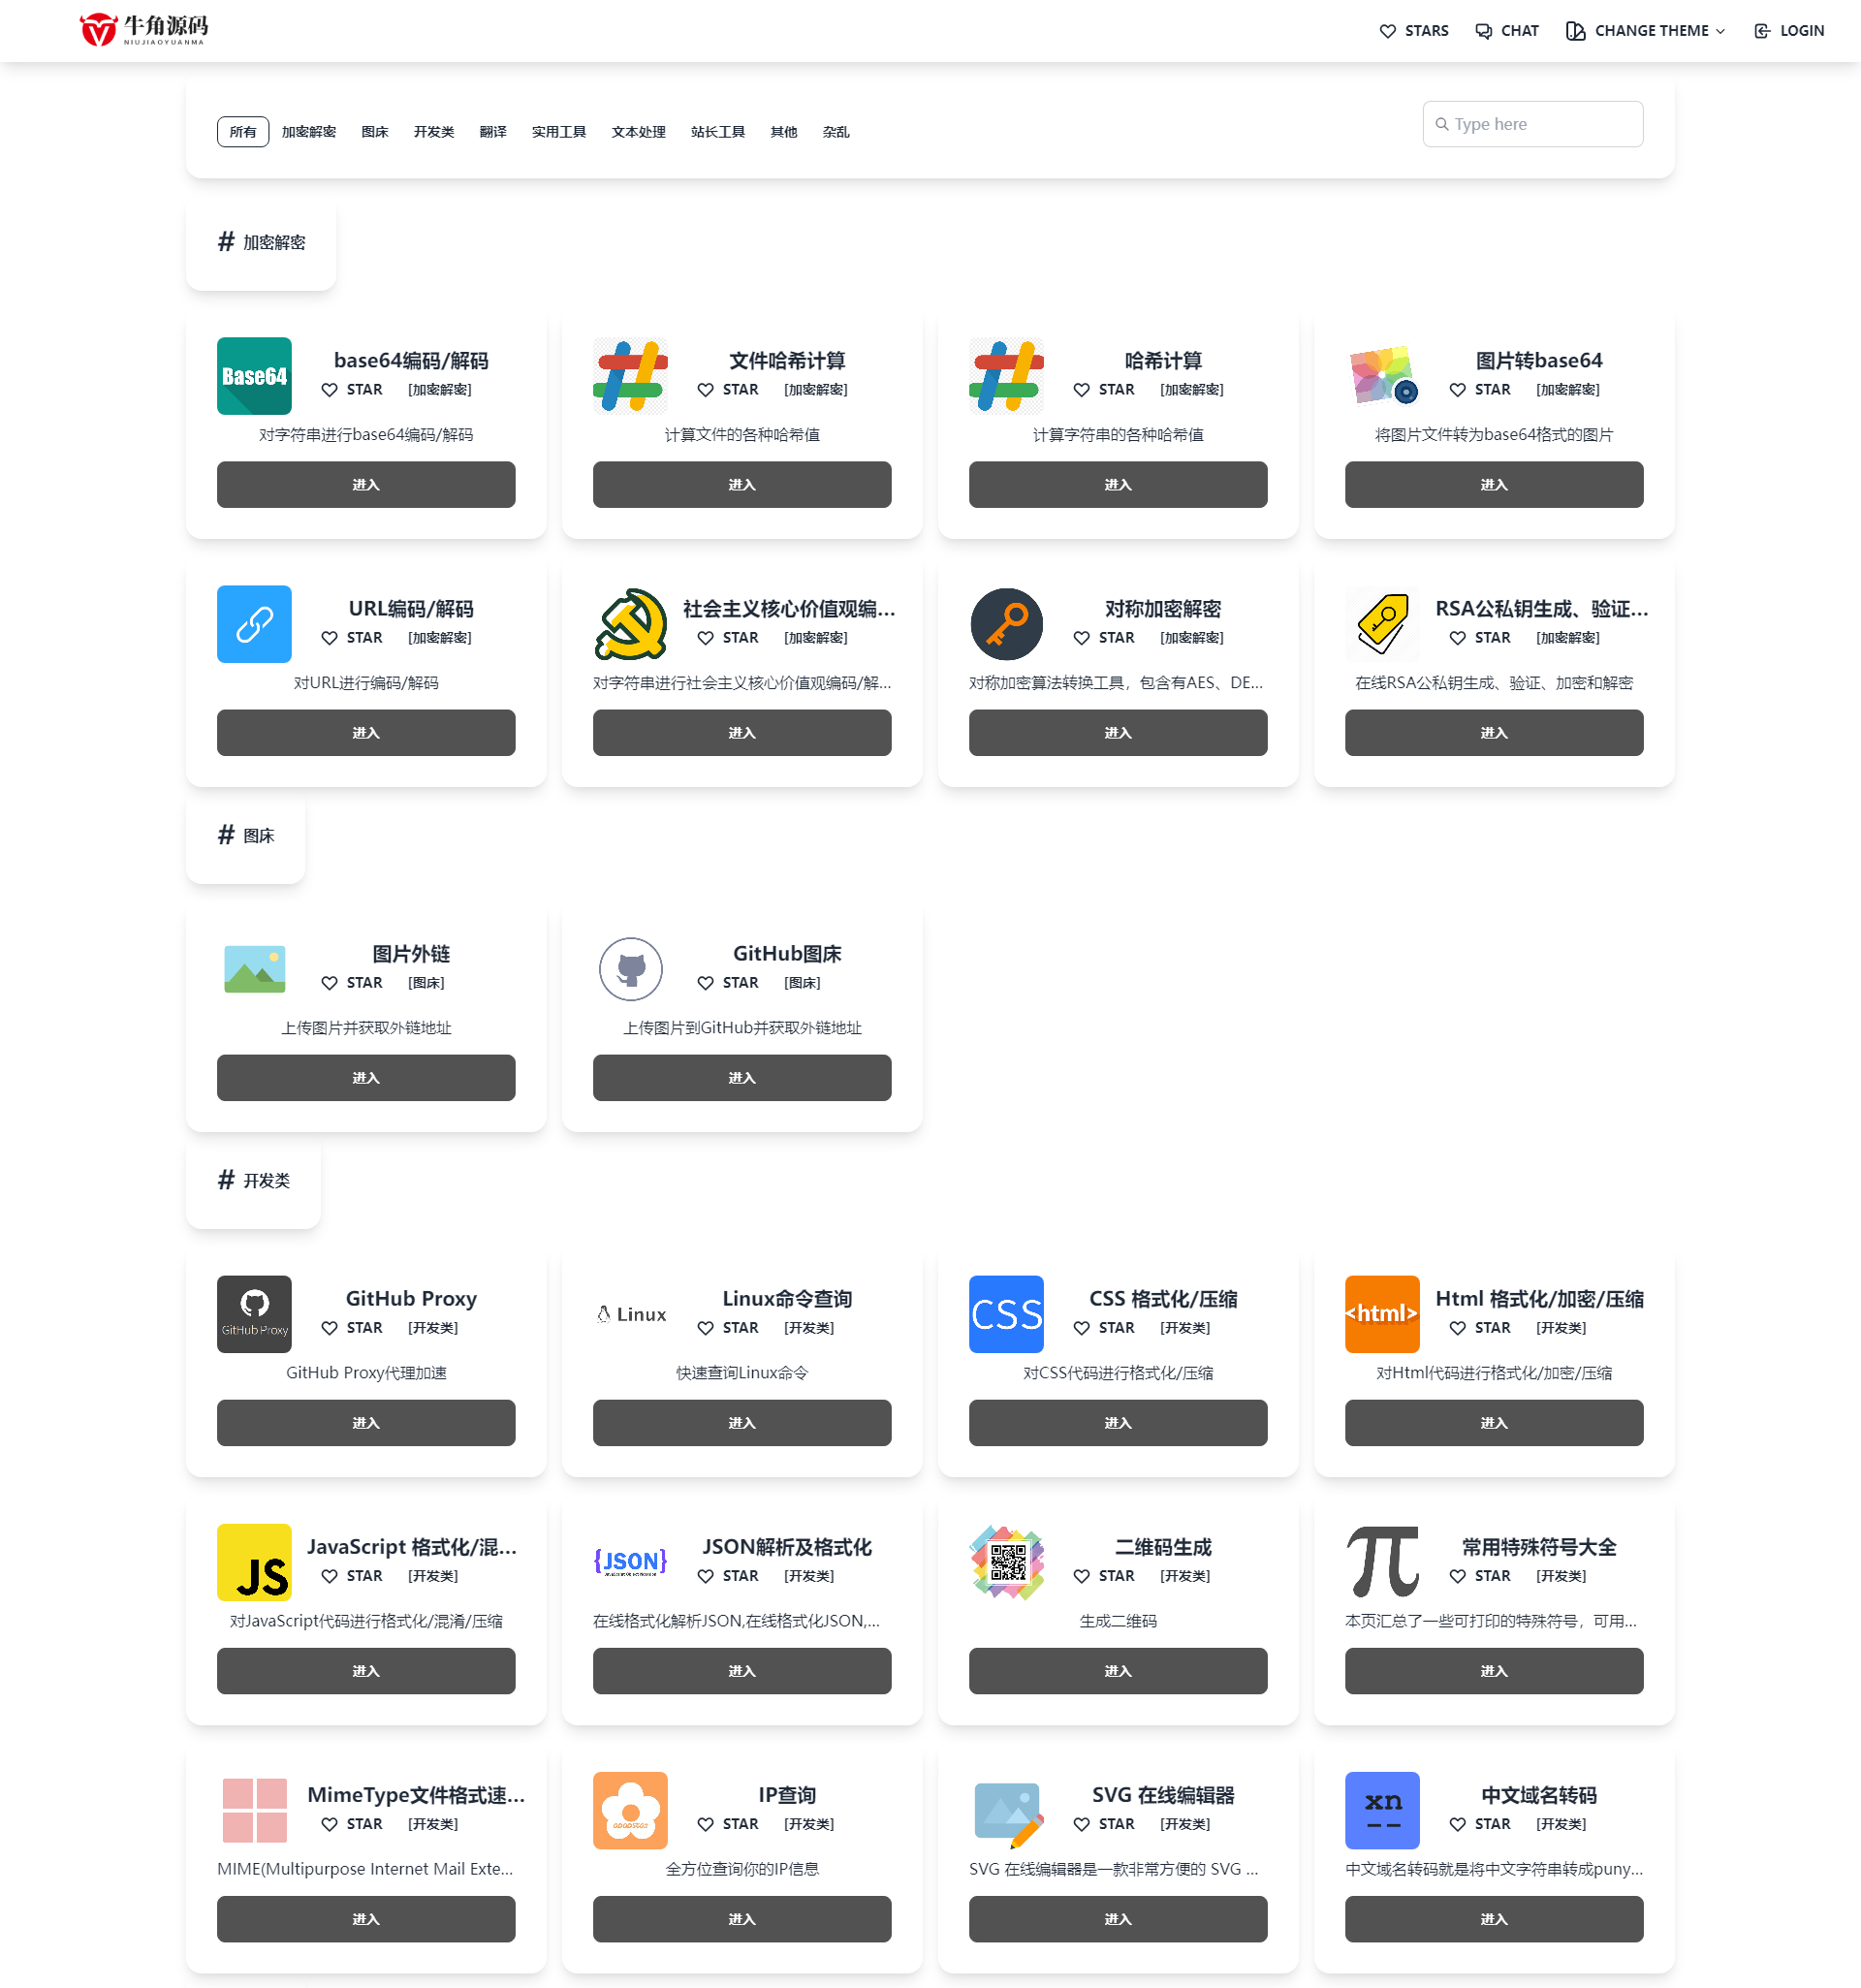 牛角源码
NIUJIAOYUANMA
STARS CHAT CHANGE THEME LOGIN
所有 加密解密 图床 开发类 翻译 实用工具 文本处理 站长工具 其他 杂乱
Type here
# 加密解密
Base64
base64编码/解码
STAR [加密解密]
对字符串进行base64编码/解码
进入
文件哈希计算
STAR [加密解密]
计算文件的各种哈希值
进入
哈希计算
STAR [加密解密]
计算字符串的各种哈希值
进入
图片转base64
STAR [加密解密]
将图片文件转为base64格式的图片
进入
URL编码/解码
STAR [加密解密]
对URL进行编码/解码
进入
社会主义核心价值观编...
STAR [加密解密]
对字符串进行社会主义核心价值观编码/解...
进入
对称加密解密
STAR [加密解密]
对称加密算法转换工具，包含有AES、DE...
进入
RSA公私钥生成、验证...
STAR [加密解密]
在线RSA公私钥生成、验证、加密和解密
进入
# 图床
图片外链
STAR [图床]
上传图片并获取外链地址
进入
GitHub图床
STAR [图床]
上传图片到GitHub并获取外链地址
进入
# 开发类
GitHub Proxy
GitHub Proxy
STAR [开发类]
GitHub Proxy代理加速
进入
Linux
Linux命令查询
STAR [开发类]
快速查询Linux命令
进入
CSS
CSS 格式化/压缩
STAR [开发类]
对CSS代码进行格式化/压缩
进入
<html>
Html 格式化/加密/压缩
STAR [开发类]
对Html代码进行格式化/加密/压缩
进入
JS
JavaScript 格式化/混...
STAR [开发类]
对JavaScript代码进行格式化/混淆/压缩
进入
{JSON}
JSON解析及格式化
STAR [开发类]
在线格式化解析JSON,在线格式化JSON,...
进入
二维码生成
STAR [开发类]
生成二维码
进入
π
常用特殊符号大全
STAR [开发类]
本页汇总了一些可打印的特殊符号，可用...
进入
MimeType文件格式速...
STAR [开发类]
MIME(Multipurpose Internet Mail Exte...
进入
IP查询
STAR [开发类]
全方位查询你的IP信息
进入
SVG 在线编辑器
STAR [开发类]
SVG 在线编辑器是一款非常方便的 SVG ...
进入
xn
--
中文域名转码
STAR [开发类]
中文域名转码就是将中文字符串转成puny...
进入